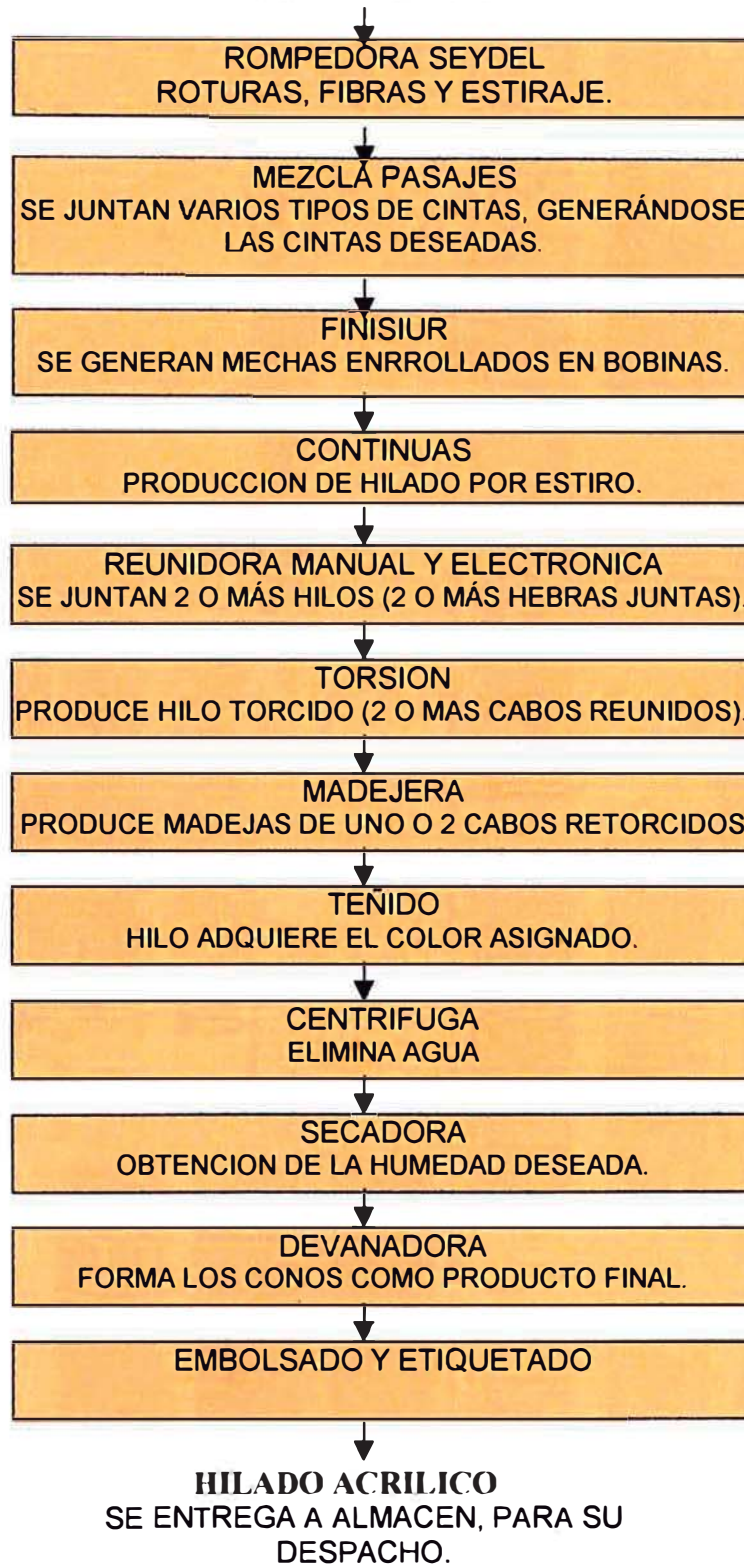 ROMPEDORA SEYDEL
ROTURAS, FIBRAS Y ESTIRAJE.
MEZCLA PASAJES
SE JUNTAN VARIOS TIPOS DE CINTAS, GENERÁNDOSE
LAS CINTAS DESEADAS.
FINISIUR
SE GENERAN MECHAS ENRROLLADOS EN BOBINAS.
CONTINUAS
PRODUCCION DE HILADO POR ESTIRO.
REUNIDORA MANUAL Y ELECTRONICA
SE JUNTAN 2 O MÁS HILOS (2 O MÁS HEBRAS JUNTAS).
TORSION
PRODUCE HILO TORCIDO (2 O MAS CABOS REUNIDOS).
MADEJERA
PRODUCE MADEJAS DE UNO O 2 CABOS RETORCIDOS
TEÑIDO
HILO ADQUIERE EL COLOR ASIGNADO.
CENTRIFUGA
ELIMINA AGUA
SECADORA
OBTENCION DE LA HUMEDAD DESEADA.
DEVANADORA
FORMA LOS CONOS COMO PRODUCTO FINAL.
EMBOLSADO Y ETIQUETADO
HILADO ACRILICO
SE ENTREGA A ALMACEN, PARA SU
DESPACHO.